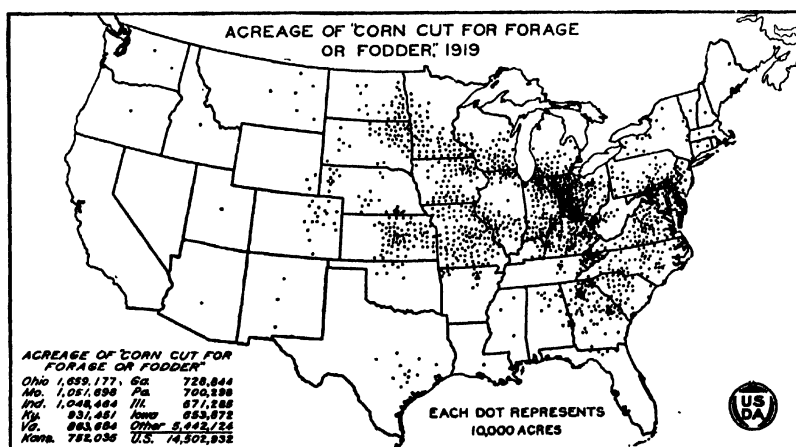 ACREAGE OF "CORN CUT FOR FORAGE
OR FODDER", 1919
ACREAGE OF "CORN CUT FOR
FORAGE OR FODDER"
Ohio 1,659,177, Ga. 728,844
Mo. 1,051,698 Pa. 700,298
Ind. 1,048,464 Ill. 671,288
Ky. 931,451 Iowa 653,872
Va. 863,684 Other 5,442,124
Kans. 752,036 U.S. 14,502,932
EACH DOT REPRESENTS
10,000 ACRES
US
DA